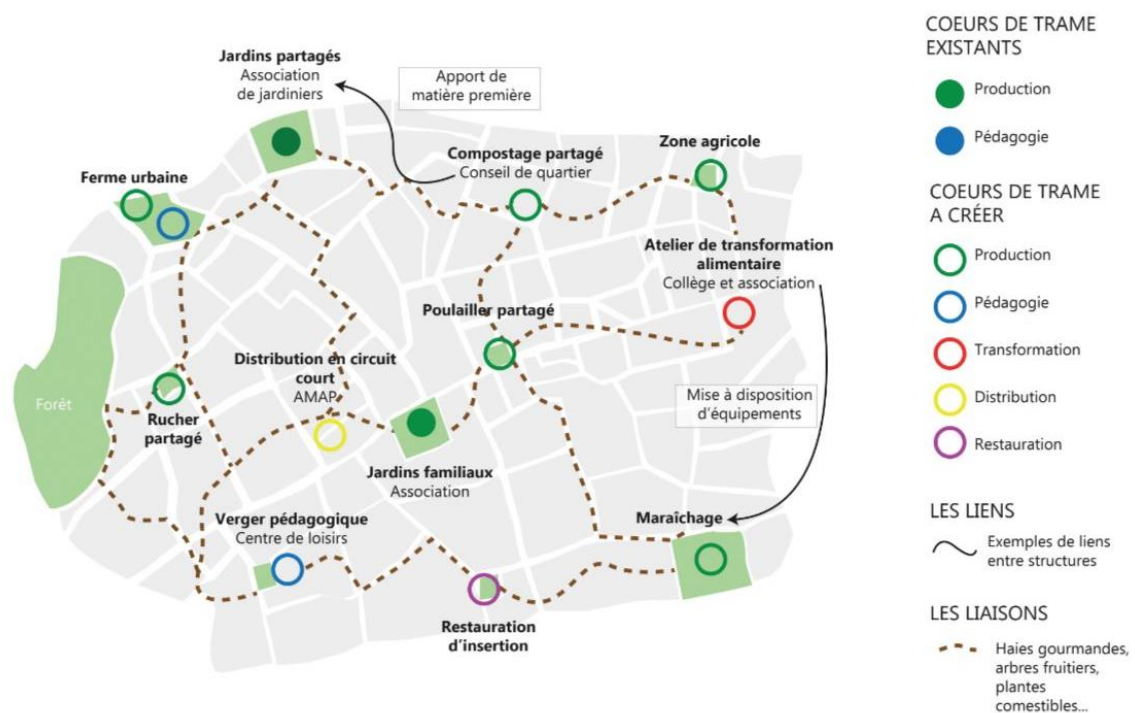 Jardins partagés
Association
de jardiniers
Apport de
matière première
Compostage partagé
Conseil de quartier
Zone agricole
Ferme urbaine
Atelier de transformation
alimentaire
Collège et association
Poulailler partagé
Distribution en circuit
court
AMAP
Mise à disposition
d'équipements
Forêt
Rucher
partagé
Jardins familiaux
Association
Verger pédagogique
Centre de loisirs
Maraîchage
Restauration
d'insertion
COEURS DE TRAME
EXISTANTS
Production
Pédagogie
COEURS DE TRAME
A CRÉER
Production
Pédagogie
Transformation
Distribution
Restauration
LES LIENS
Exemples de liens
entre structures
LES LIAISONS
Haies gourmandes,
arbres fruitiers,
plantes
comestibles...